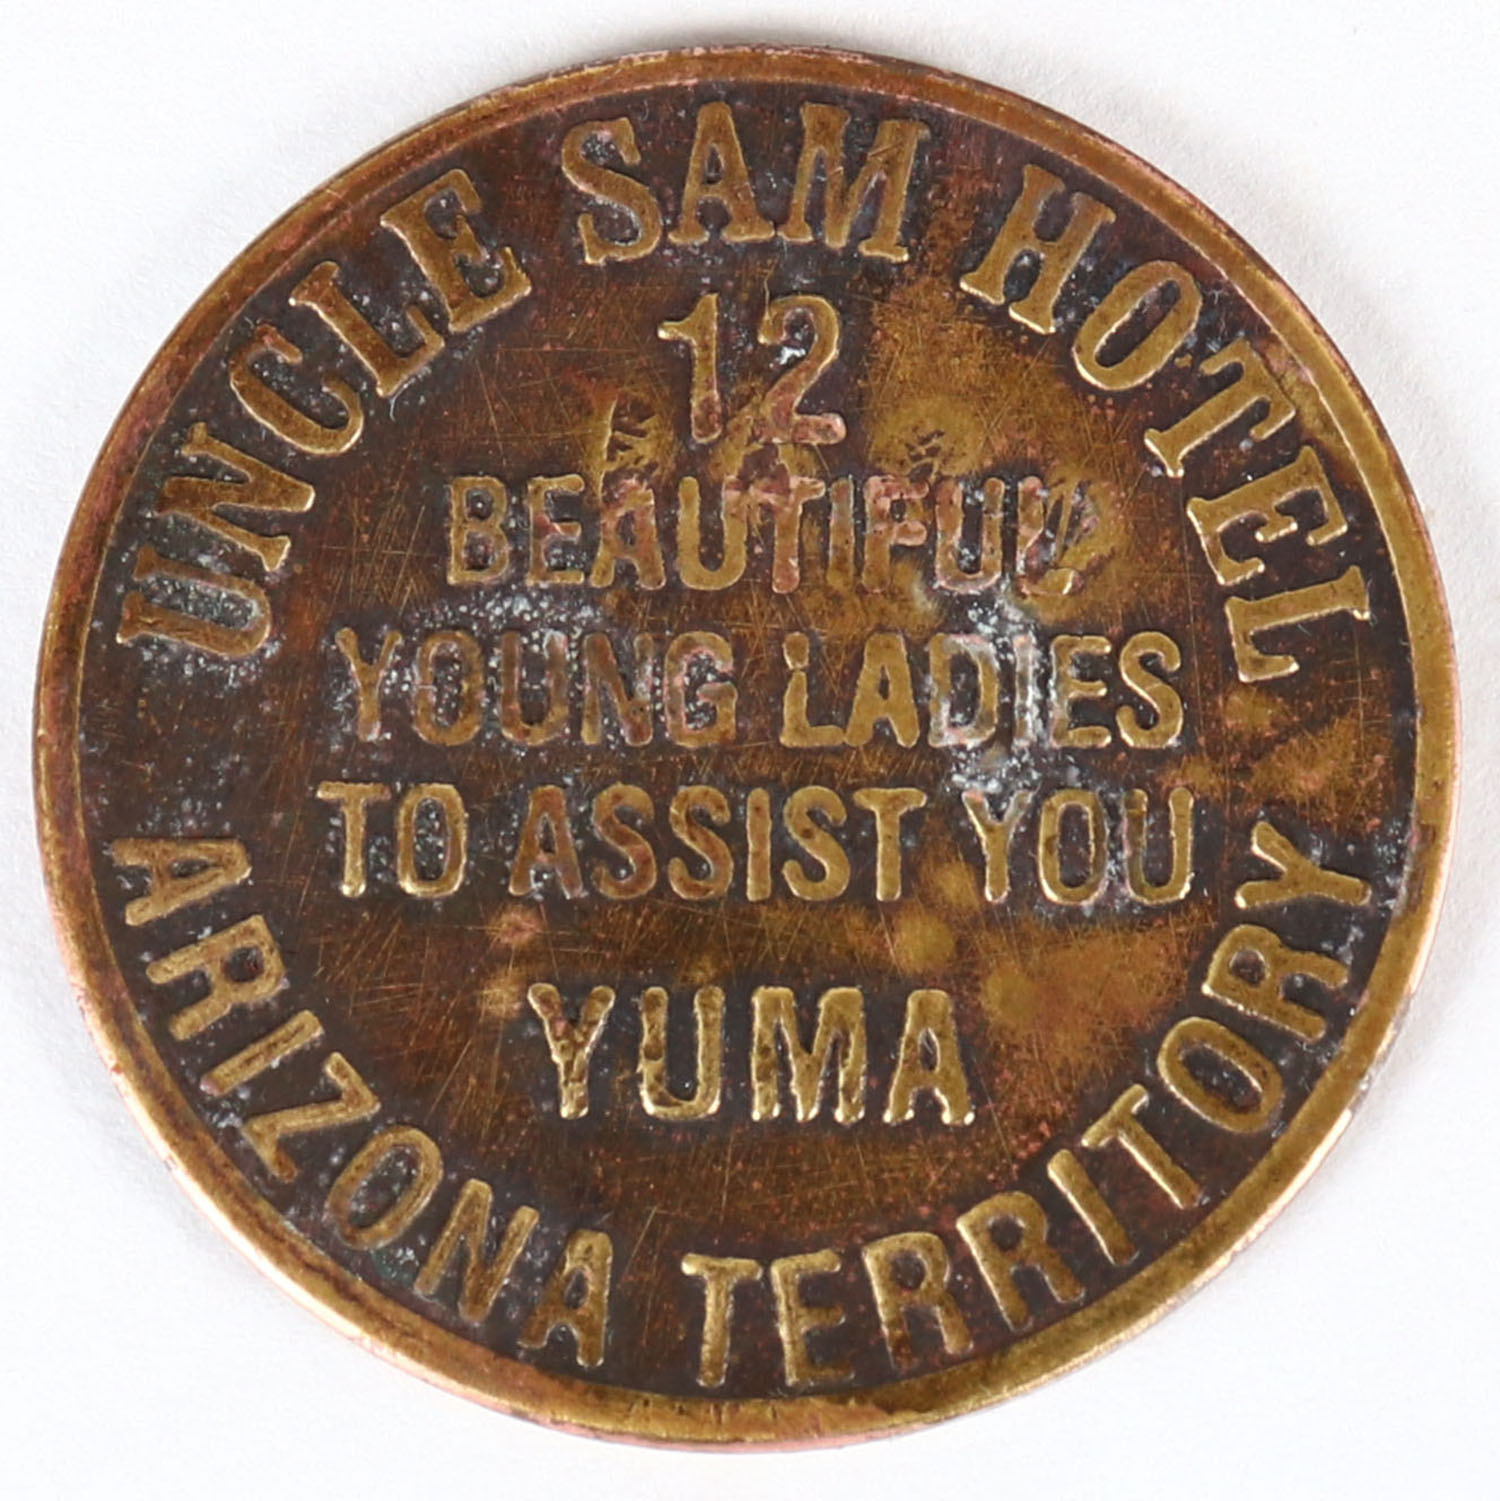 UNCLE SAM HOTEL
12
BEAUTIFUL
YOUNG LADIES
TO ASSIST YOU
YUMA
ARIZONA TERRITORY